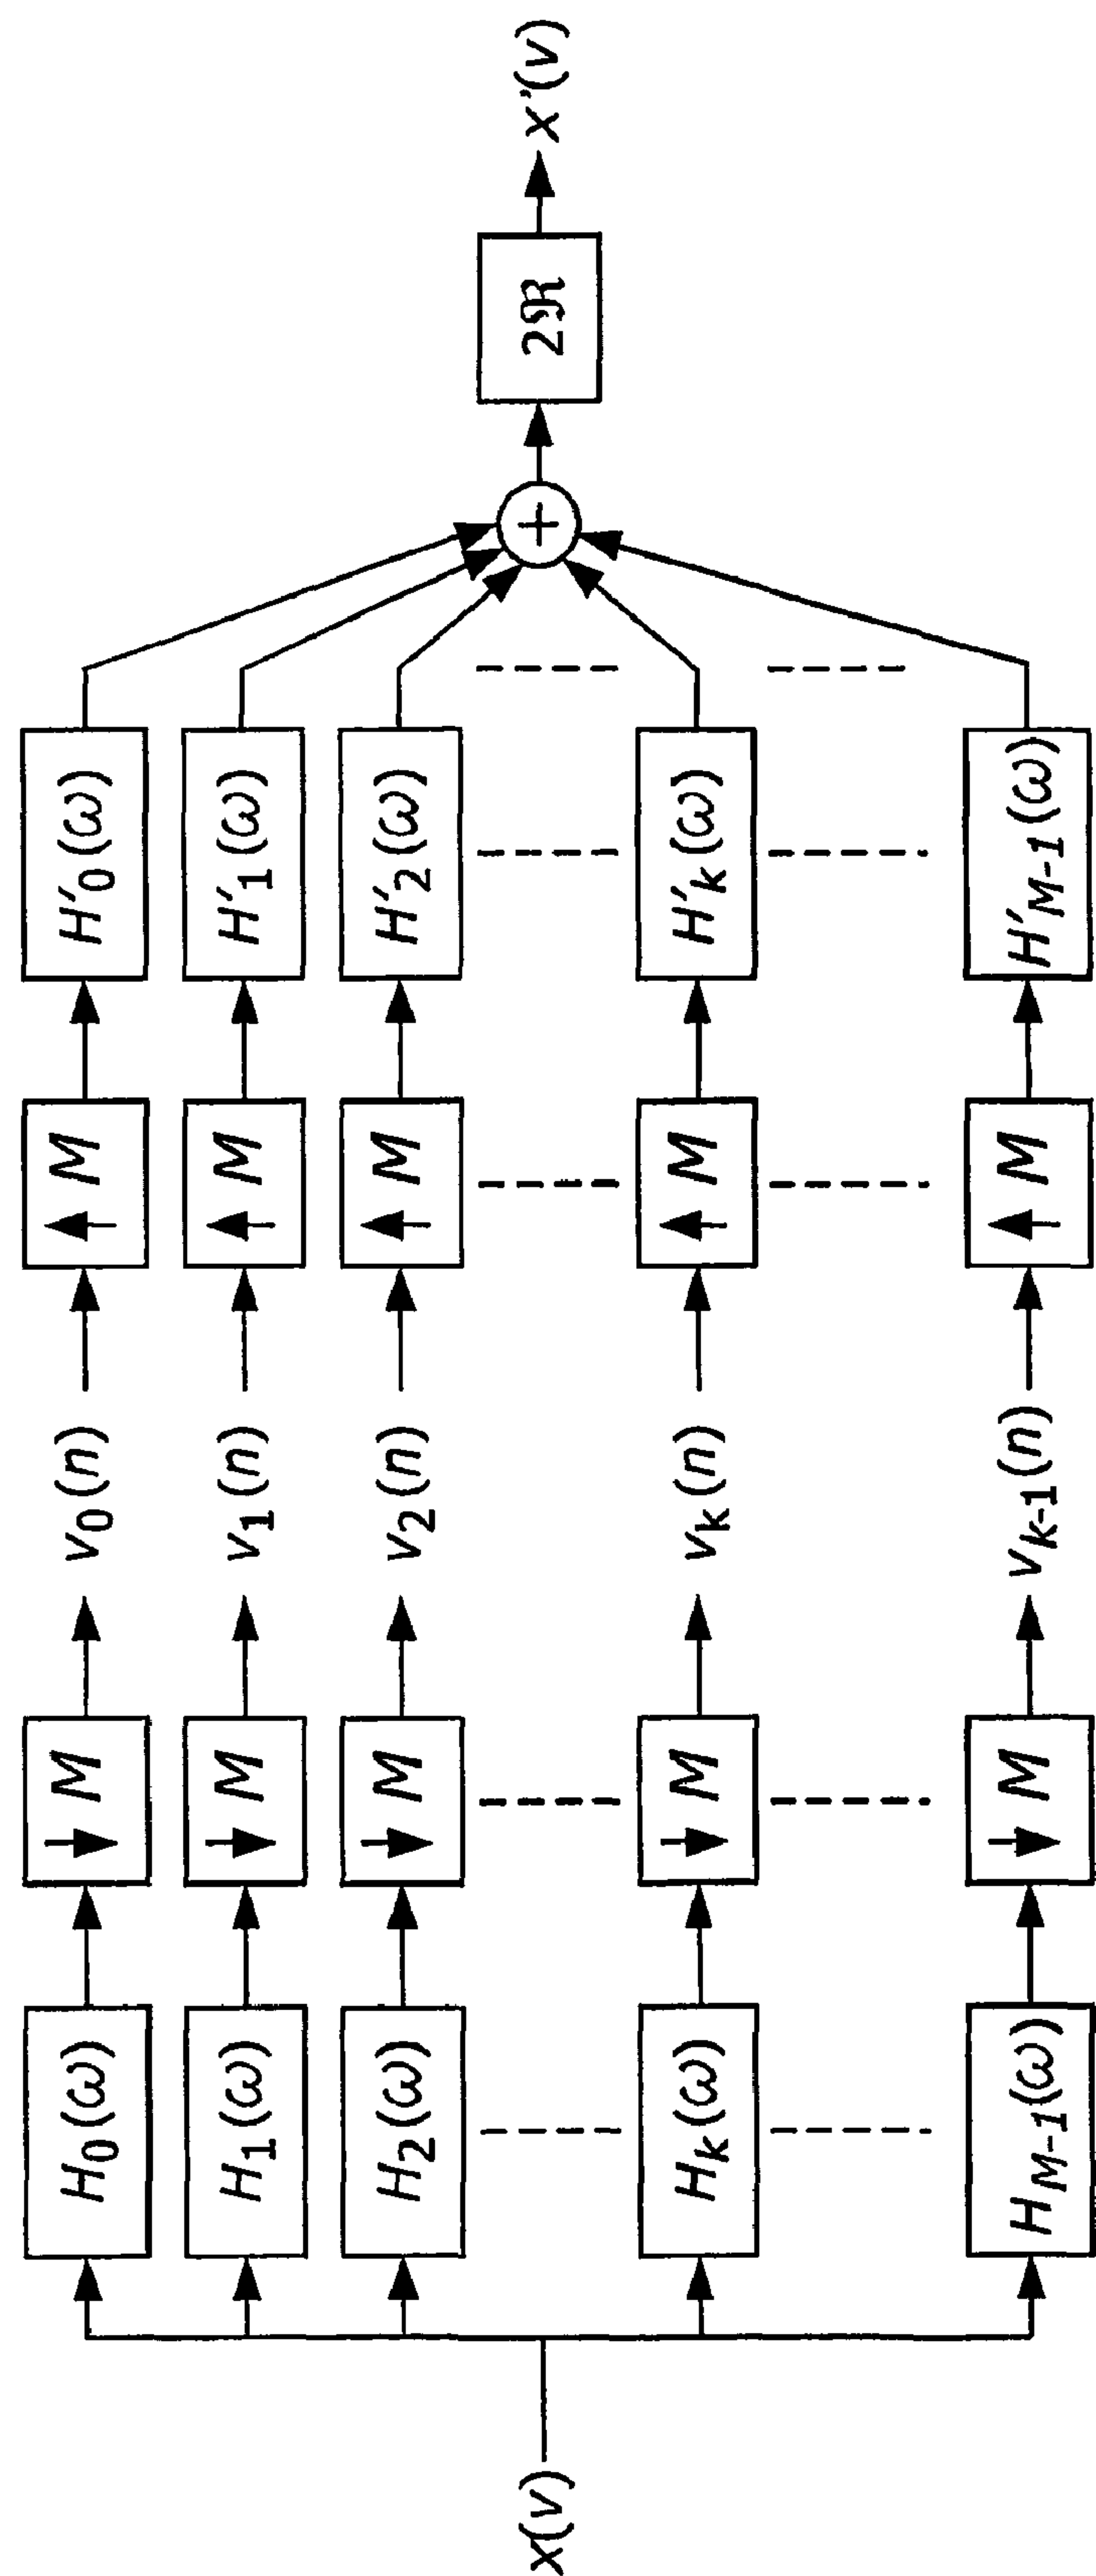 x(v)
H0(ω) ↓ M v0(n) ↑ M H'0(ω)
H1(ω) ↓ M v1(n) ↑ M H'1(ω)
H2(ω) ↓ M v2(n) ↑ M H'2(ω)
Hk(ω) ↓ M vk(n) ↑ M H'k(ω)
HM-1(ω) ↓ M vk-1(n) ↑ M H'M-1(ω)
+
2ℜ
x'(v)